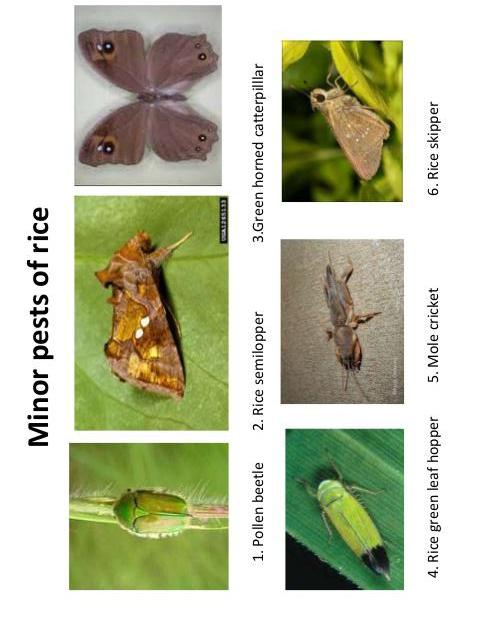 Minor pests of rice
1. Pollen beetle
2. Rice semilopper
3.Green horned catterpilllar
4. Rice green leaf hopper
5. Mole cricket
6. Rice skipper